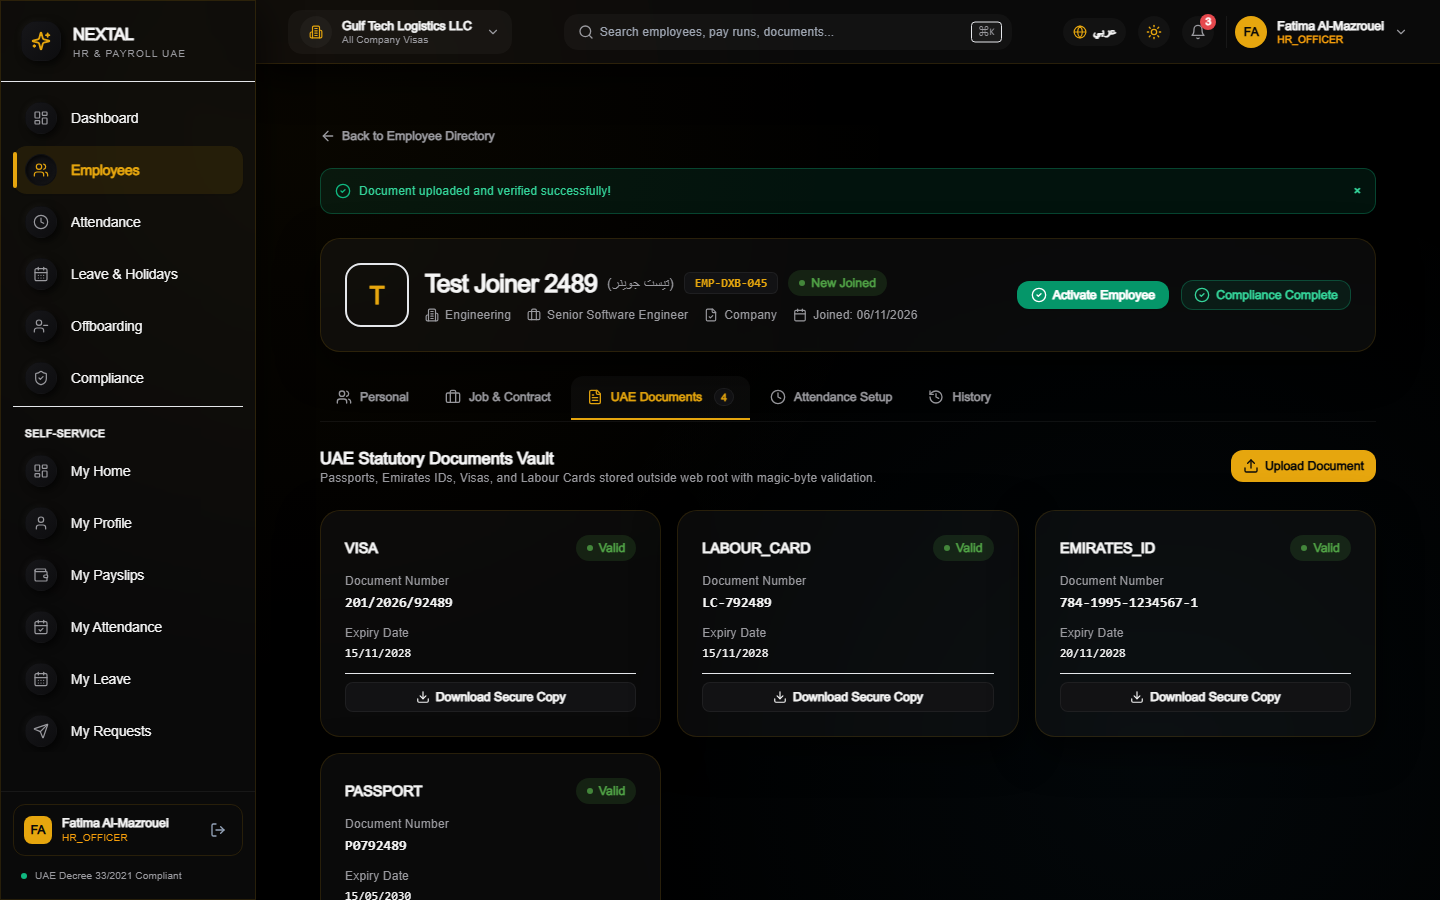 NEXTAL
HR & PAYROLL UAE
Gulf Tech Logistics LLC
All Company Visas
Search employees, pay runs, documents...
⌘K
عربي
3
FA
Fatima Al-Mazrouei
HR_OFFICER
Dashboard
Employees
Attendance
Leave & Holidays
Offboarding
Compliance
SELF-SERVICE
My Home
My Profile
My Payslips
My Attendance
My Leave
My Requests
FA
Fatima Al-Mazrouei
HR_OFFICER
UAE Decree 33/2021 Compliant
Back to Employee Directory
Document uploaded and verified successfully!
×
T
Test Joiner 2489 (تيست جوينر) EMP-DXB-045 New Joined
Engineering Senior Software Engineer Company Joined: 06/11/2026
Activate Employee
Compliance Complete
Personal
Job & Contract
UAE Documents 4
Attendance Setup
History
UAE Statutory Documents Vault
Passports, Emirates IDs, Visas, and Labour Cards stored outside web root with magic-byte validation.
Upload Document
VISA
Valid
Document Number
201/2026/92489
Expiry Date
15/11/2028
Download Secure Copy
LABOUR_CARD
Valid
Document Number
LC-792489
Expiry Date
15/11/2028
Download Secure Copy
EMIRATES_ID
Valid
Document Number
784-1995-1234567-1
Expiry Date
20/11/2028
Download Secure Copy
PASSPORT
Valid
Document Number
P0792489
Expiry Date
15/05/2030